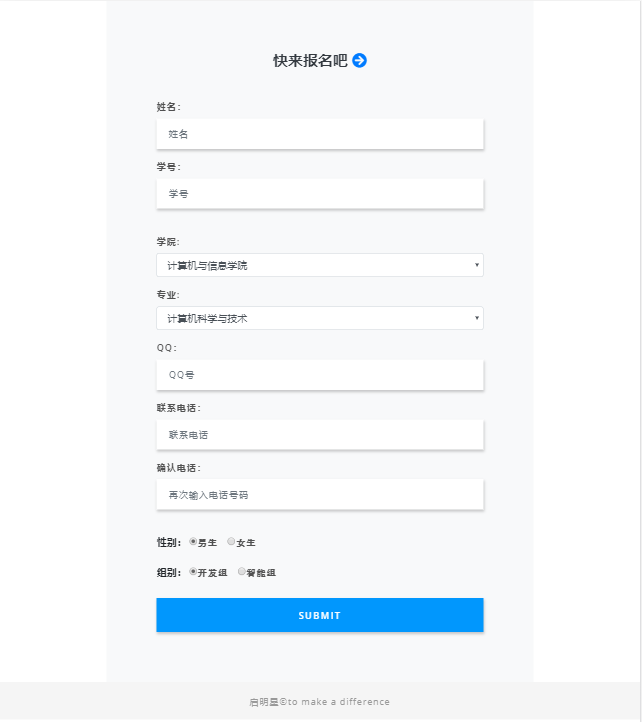 快来报名吧
姓名：
姓名
学号：
学号
学院:
计算机与信息学院
专业:
计算机科学与技术
QQ：
QQ号
联系电话：
联系电话
确认电话：
再次输入电话号码
性别： 男生 女生
组别： 开发组 智能组
SUBMIT
启明星©to make a difference